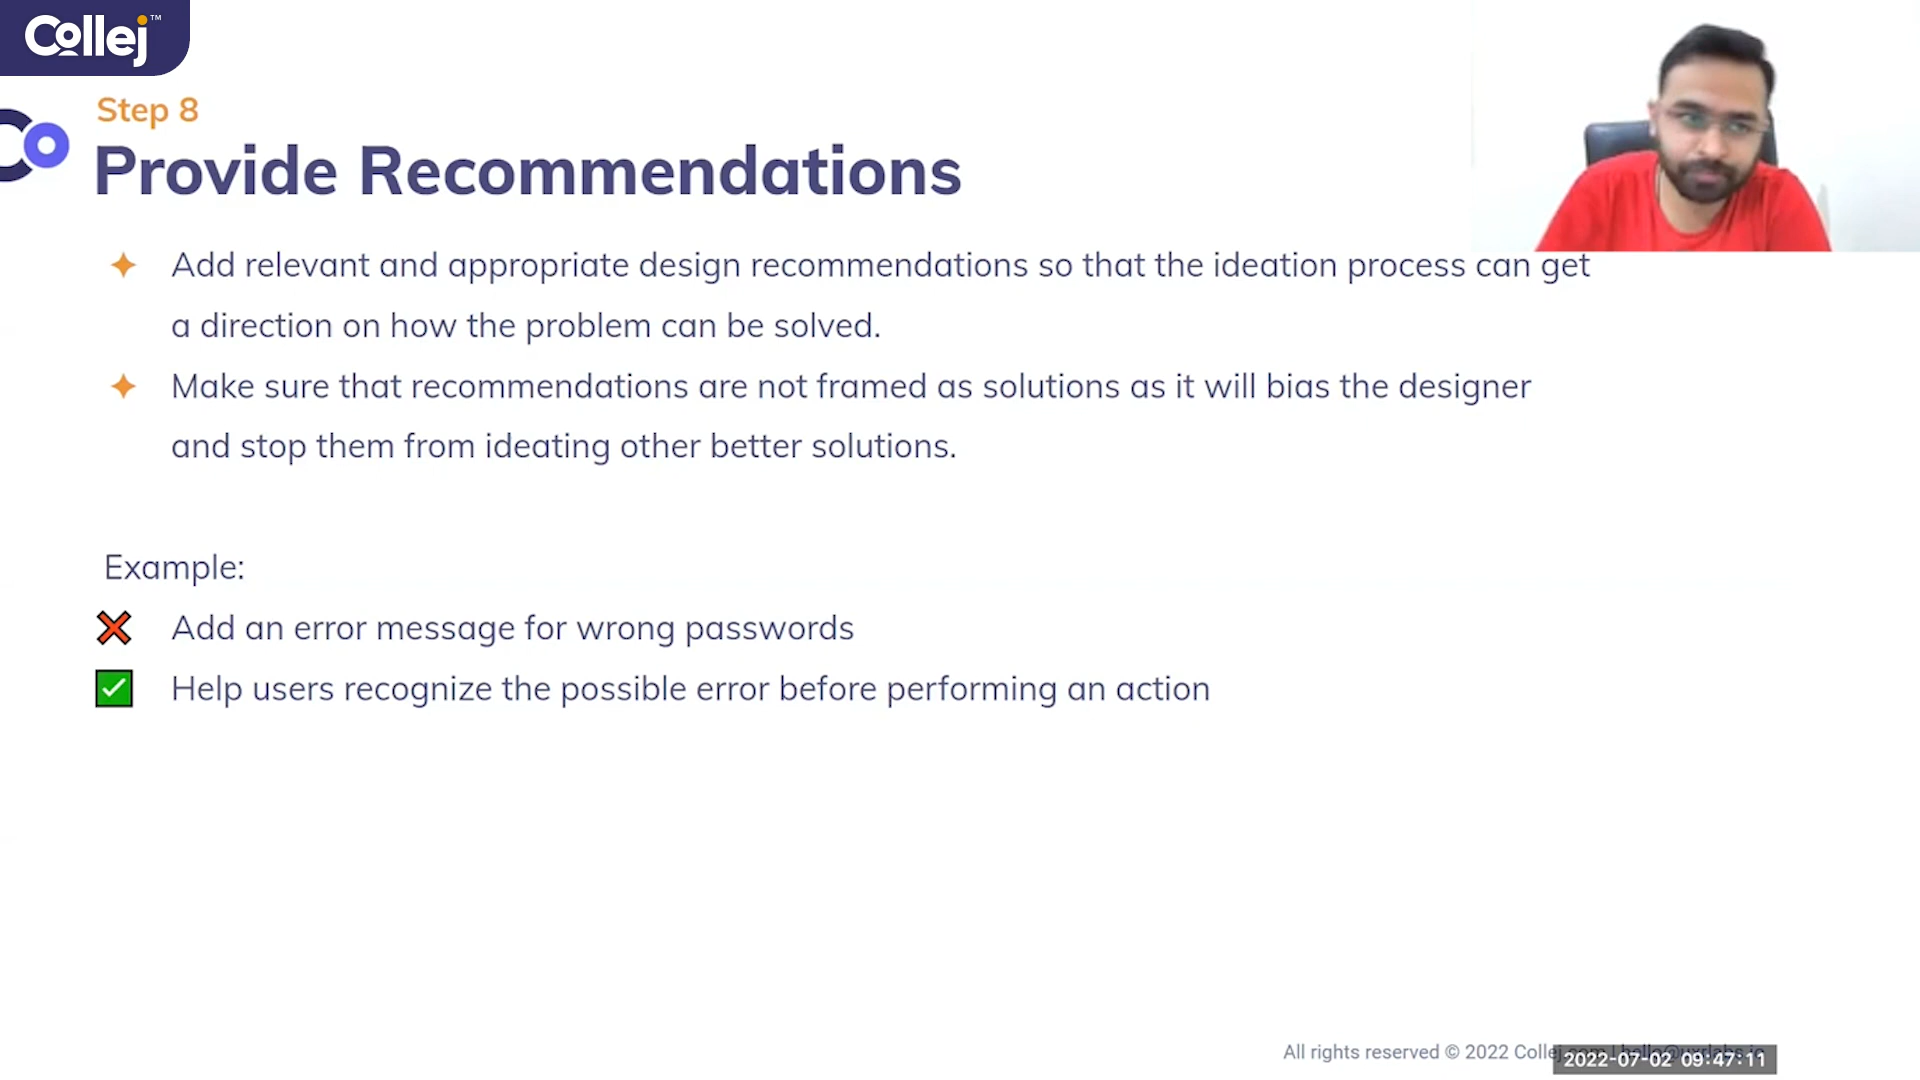 Collej™
Step 8
Provide Recommendations
Add relevant and appropriate design recommendations so that the ideation process can get
a direction on how the problem can be solved.
Make sure that recommendations are not framed as solutions as it will bias the designer
and stop them from ideating other better solutions.
Example:
Add an error message for wrong passwords
Help users recognize the possible error before performing an action
All rights reserved © 2022 Collej
2022-07-02 09:47:11